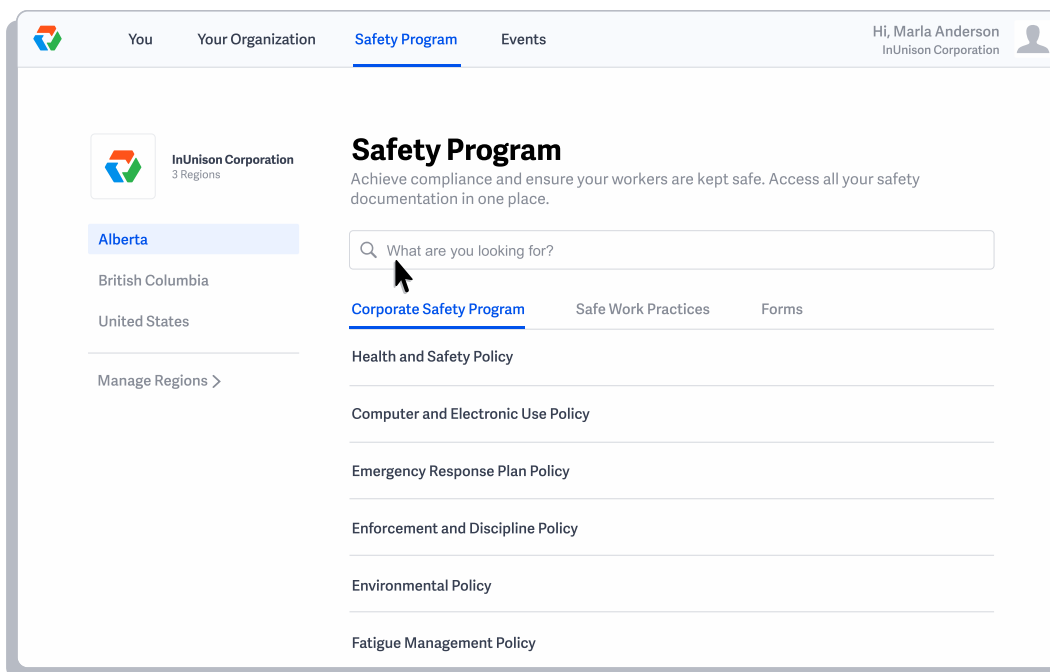 You
Your Organization
Safety Program
Events
Hi, Marla Anderson
InUnison Corporation
InUnison Corporation
3 Regions
Alberta
British Columbia
United States
Manage Regions
Safety Program
Achieve compliance and ensure your workers are kept safe. Access all your safety
documentation in one place.
What are you looking for?
Corporate Safety Program
Safe Work Practices
Forms
Health and Safety Policy
Computer and Electronic Use Policy
Emergency Response Plan Policy
Enforcement and Discipline Policy
Environmental Policy
Fatigue Management Policy